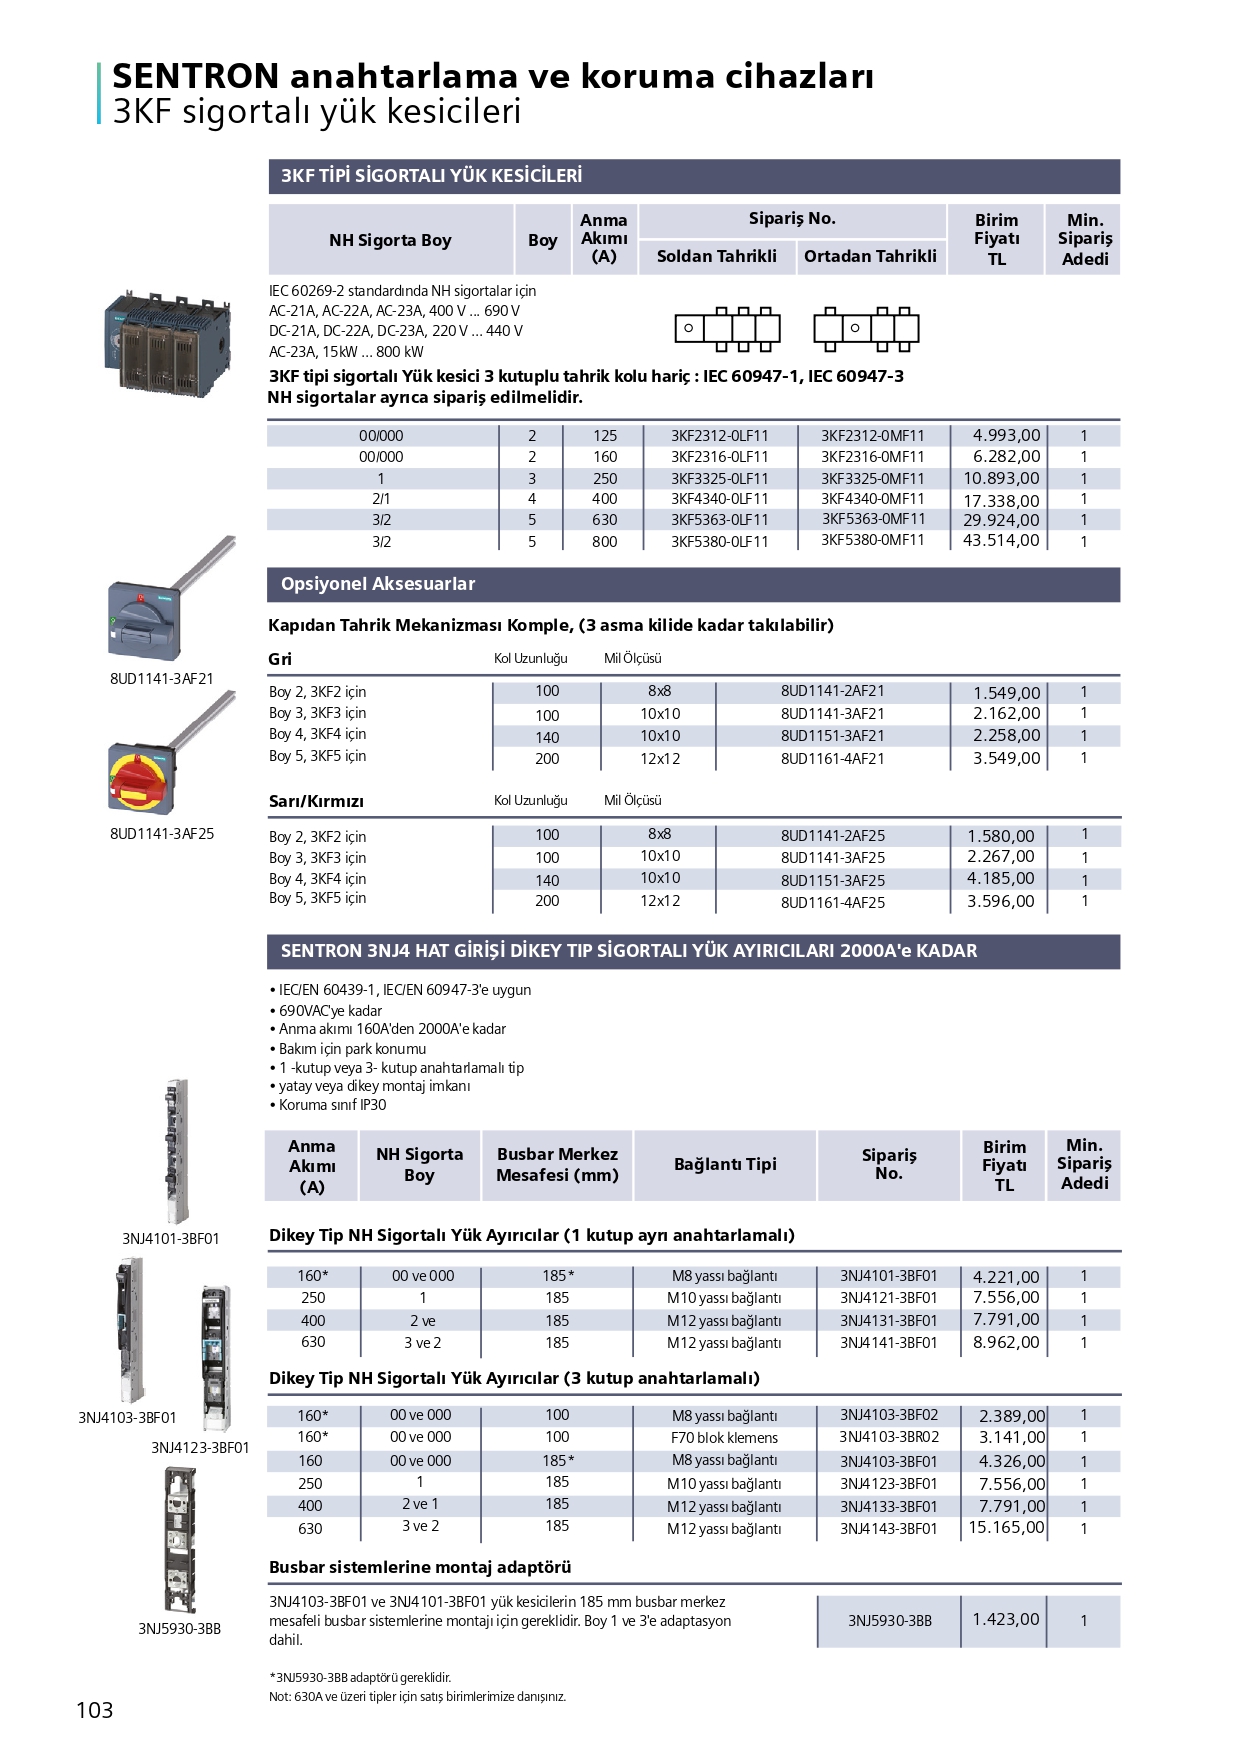 SENTRON anahtarlama ve koruma cihazları
3KF sigortalı yük kesicileri
3KF TİPİ SİGORTALI YÜK KESİCİLERİ
NH Sigorta Boy Boy Anma Akımı (A) Sipariş No. Soldan Tahrikli Ortadan Tahrikli Birim Fiyatı TL Min. Sipariş Adedi
IEC 60269-2 standardında NH sigortalar için
AC-21A, AC-22A, AC-23A, 400 V ... 690 V
DC-21A, DC-22A, DC-23A, 220 V ... 440 V
AC-23A, 15kW ... 800 kW
3KF tipi sigortalı Yük kesici 3 kutuplu tahrik kolu hariç : IEC 60947-1, IEC 60947-3
NH sigortalar ayrıca sipariş edilmelidir.
00/000 2 125 3KF2312-0LF11 3KF2312-0MF11 4.993,00 1
00/000 2 160 3KF2316-0LF11 3KF2316-0MF11 6.282,00 1
1 3 250 3KF3325-0LF11 3KF3325-0MF11 10.893,00 1
2/1 4 400 3KF4340-0LF11 3KF4340-0MF11 17.338,00 1
3/2 5 630 3KF5363-0LF11 3KF5363-0MF11 29.924,00 1
3/2 5 800 3KF5380-0LF11 3KF5380-0MF11 43.514,00 1
Opsiyonel Aksesuarlar
Kapıdan Tahrik Mekanizması Komple, (3 asma kilide kadar takılabilir)
Gri Kol Uzunluğu Mil Ölçüsü
8UD1141-3AF21
Boy 2, 3KF2 için 100 8x8 8UD1141-2AF21 1.549,00 1
Boy 3, 3KF3 için 100 10x10 8UD1141-3AF21 2.162,00 1
Boy 4, 3KF4 için 140 10x10 8UD1151-3AF21 2.258,00 1
Boy 5, 3KF5 için 200 12x12 8UD1161-4AF21 3.549,00 1
Sarı/Kırmızı Kol Uzunluğu Mil Ölçüsü
8UD1141-3AF25
Boy 2, 3KF2 için 100 8x8 8UD1141-2AF25 1.580,00 1
Boy 3, 3KF3 için 100 10x10 8UD1141-3AF25 2.267,00 1
Boy 4, 3KF4 için 140 10x10 8UD1151-3AF25 4.185,00 1
Boy 5, 3KF5 için 200 12x12 8UD1161-4AF25 3.596,00 1
SENTRON 3NJ4 HAT GİRİŞİ DİKEY TIP SİGORTALI YÜK AYIRICILARI 2000A'e KADAR
• IEC/EN 60439-1, IEC/EN 60947-3'e uygun
• 690VAC'ye kadar
• Anma akımı 160A'den 2000A'e kadar
• Bakım için park konumu
• 1 -kutup veya 3- kutup anahtarlamalı tip
• yatay veya dikey montaj imkanı
• Koruma sınıf IP30
Anma Akımı (A) NH Sigorta Boy Busbar Merkez Mesafesi (mm) Bağlantı Tipi Sipariş No. Birim Fiyatı TL Min. Sipariş Adedi
3NJ4101-3BF01
Dikey Tip NH Sigortalı Yük Ayırıcılar (1 kutup ayrı anahtarlamalı)
160* 00 ve 000 185* M8 yassı bağlantı 3NJ4101-3BF01 4.221,00 1
250 1 185 M10 yassı bağlantı 3NJ4121-3BF01 7.556,00 1
400 2 ve 185 M12 yassı bağlantı 3NJ4131-3BF01 7.791,00 1
630 3 ve 2 185 M12 yassı bağlantı 3NJ4141-3BF01 8.962,00 1
Dikey Tip NH Sigortalı Yük Ayırıcılar (3 kutup anahtarlamalı)
3NJ4103-3BF01
3NJ4123-3BF01
160* 00 ve 000 100 M8 yassı bağlantı 3NJ4103-3BF02 2.389,00 1
160* 00 ve 000 100 F70 blok klemens 3NJ4103-3BR02 3.141,00 1
160 00 ve 000 185* M8 yassı bağlantı 3NJ4103-3BF01 4.326,00 1
250 1 185 M10 yassı bağlantı 3NJ4123-3BF01 7.556,00 1
400 2 ve 1 185 M12 yassı bağlantı 3NJ4133-3BF01 7.791,00 1
630 3 ve 2 185 M12 yassı bağlantı 3NJ4143-3BF01 15.165,00 1
Busbar sistemlerine montaj adaptörü
3NJ4103-3BF01 ve 3NJ4101-3BF01 yük kesicilerin 185 mm busbar merkez
mesafeli busbar sistemlerine montajı için gereklidir. Boy 1 ve 3'e adaptasyon
dahil.
3NJ5930-3BB 1.423,00 1
3NJ5930-3BB
*3NJ5930-3BB adaptörü gereklidir.
Not: 630A ve üzeri tipler için satış birimlerimize danışınız.
103